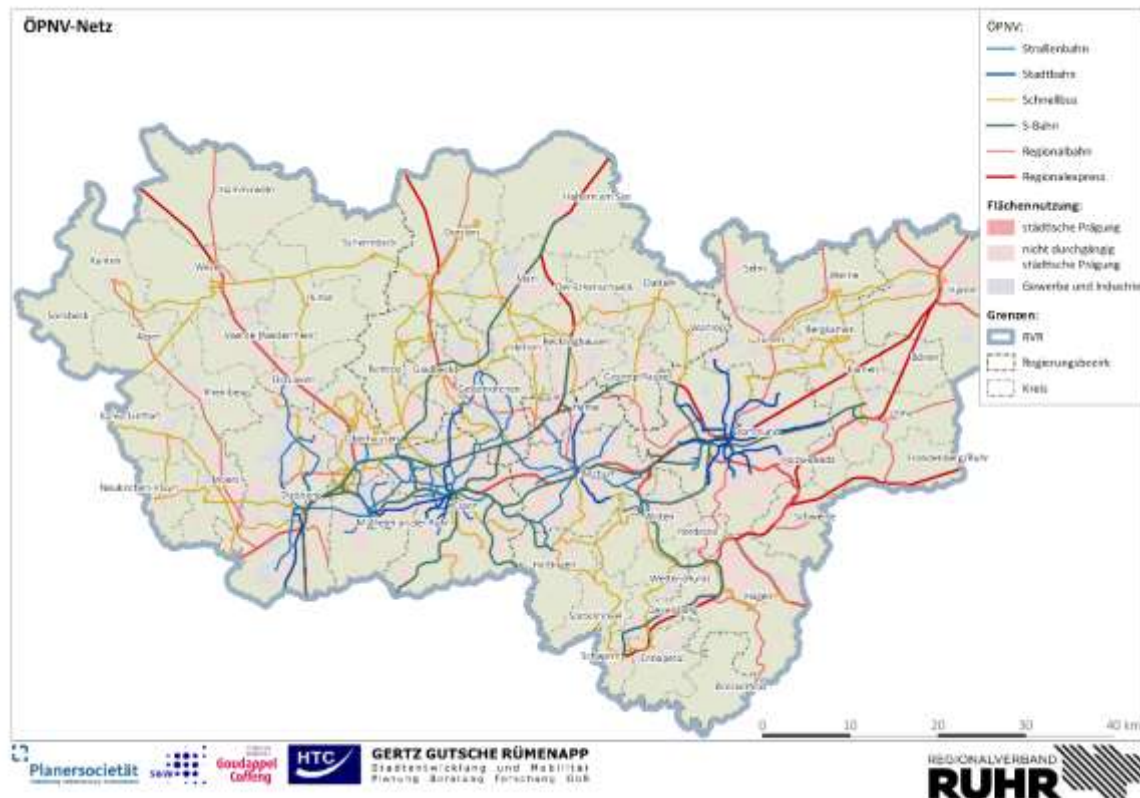 ÖPNV-Netz
ÖPNV:
Straßenbahn
Stadtbahn
Schnellbus
S-Bahn
Regionalbahn
Regionalexpress
Flächennutzung:
städtische Prägung
nicht durchgängig
städtische Prägung
Gewerbe und Industrie
Grenzen:
RVR
Regierungsbezirk
Kreis
Hamminkeln
Haltern am See
Dorsten
Schermbeck
Xanten
Wesel
Marl
Oer-Erkenschwick
Datteln
Selm
Werne
Hamm
Hünxe
Sonsbeck
Alpen
Voerde (Niederrhein)
Waltrop
Bergkamen
Lünen
Bönen
Recklinghausen
Herten
Bottrop
Gladbeck
Dinslaken
Rheinberg
Kamen
Gelsenkirchen
Castrop-Rauxel
Kamp-Lintfort
Herne
Unna
Oberhausen
Dortmund
Holzwickede
Fröndenberg/Ruhr
Neukirchen-Vluyn
Moers
Bochum
Duisburg
Essen
Mülheim an der Ruhr
Witten
Schwerte
Herdecke
Hattingen
Wetter (Ruhr)
Hagen
Sprockhövel
Gevelsberg
Schwelm
Ennepetal
Breckerfeld
0 10 20 30 40 km
Planersocietät
S&W
Goudappel
Coffeng
HTC
GERTZ GUTSCHE RÜMENAPP
Stadtentwicklung und Mobilität
Planung Beratung Forschung GbR
REGIONALVERBAND
RUHR